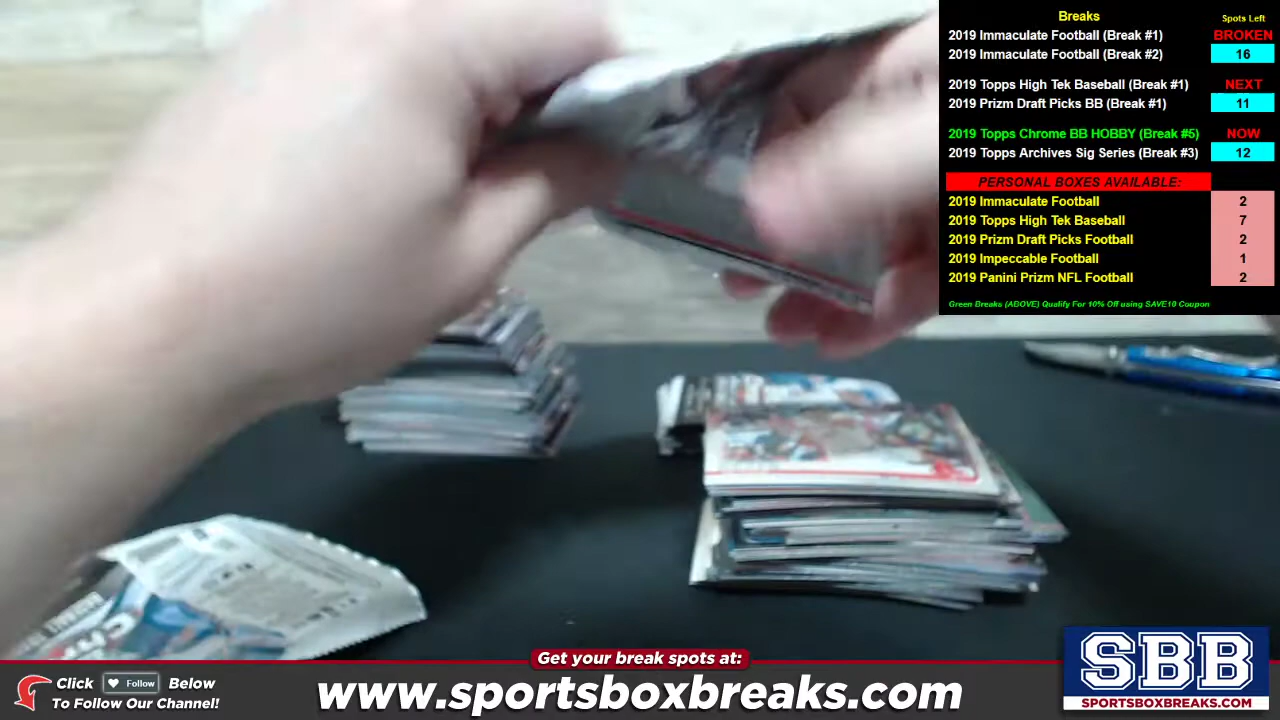 Breaks Spots Left
2019 Immaculate Football (Break #1) BROKEN
2019 Immaculate Football (Break #2) 16
2019 Topps High Tek Baseball (Break #1) NEXT
2019 Prizm Draft Picks BB (Break #1) 11
2019 Topps Chrome BB HOBBY (Break #5) NOW
2019 Topps Archives Sig Series (Break #3) 12
PERSONAL BOXES AVAILABLE:
2019 Immaculate Football 2
2019 Topps High Tek Baseball 7
2019 Prizm Draft Picks Football 2
2019 Impeccable Football 1
2019 Panini Prizm NFL Football 2
Green Breaks (ABOVE) Qualify For 10% Off using SAVE10 Coupon
Get your break spots at:
Click Follow Below
To Follow Our Channel!
www.sportsboxbreaks.com
SBB
SPORTSBOXBREAKS.COM